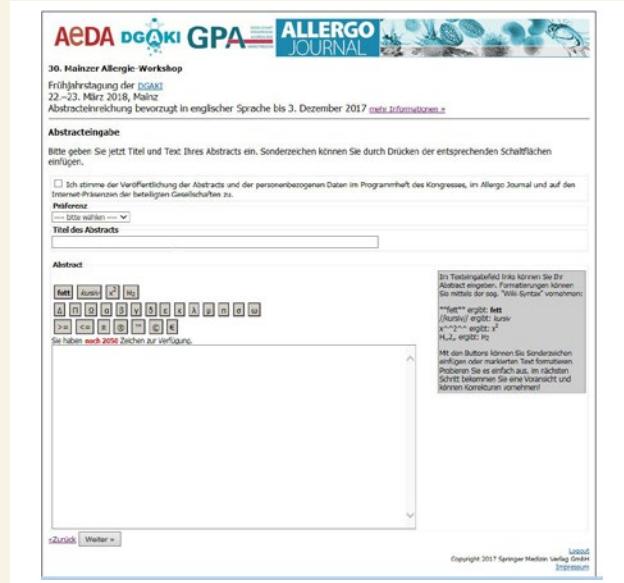 AeDA DGAKI GPA ALLERGO JOURNAL
30. Mainzer Allergie-Workshop
Frühjahrstagung der DGAKI
22.–23. März 2018, Mainz
Abstracteinreichung bevorzugt in englischer Sprache bis 3. Dezember 2017 mehr Informationen »
Abstracteingabe
Bitte geben Sie jetzt Titel und Text Ihres Abstracts ein. Sonderzeichen können Sie durch Drücken der entsprechenden Schaltflächen
einfügen.
Ich stimme der Veröffentlichung der Abstracts und der personenbezogenen Daten im Programmheft des Kongresses, im Allergo Journal und auf den
Internet-Präsenzen der beteiligten Gesellschaften zu.
Präferenz
--- bitte wählen ---
Titel des Abstracts
Abstract
fett kursiv x² H₂
Δ Π Ω α β γ δ ε κ λ μ π σ ω
>= <= ± ® ™ © €
Sie haben noch 2050 Zeichen zur Verfügung.
Im Texteingabefeld links können Sie Ihr
Abstract eingeben. Formatierungen können
Sie mittels der sog. "Wiki-Syntax" vornehmen:
**fett** ergibt: fett
//kursiv// ergibt: kursiv
x^^2^^ ergibt: x²
H,,2,, ergibt: H₂
Mit den Buttons können Sie Sonderzeichen
einfügen oder markierten Text formatieren.
Probieren Sie es einfach aus, im nächsten
Schritt bekommen Sie eine Voransicht und
können Korrekturen vornehmen!
«Zurück Weiter »
Logout
Copyright 2017 Springer Medizin Verlag GmbH
Impressum